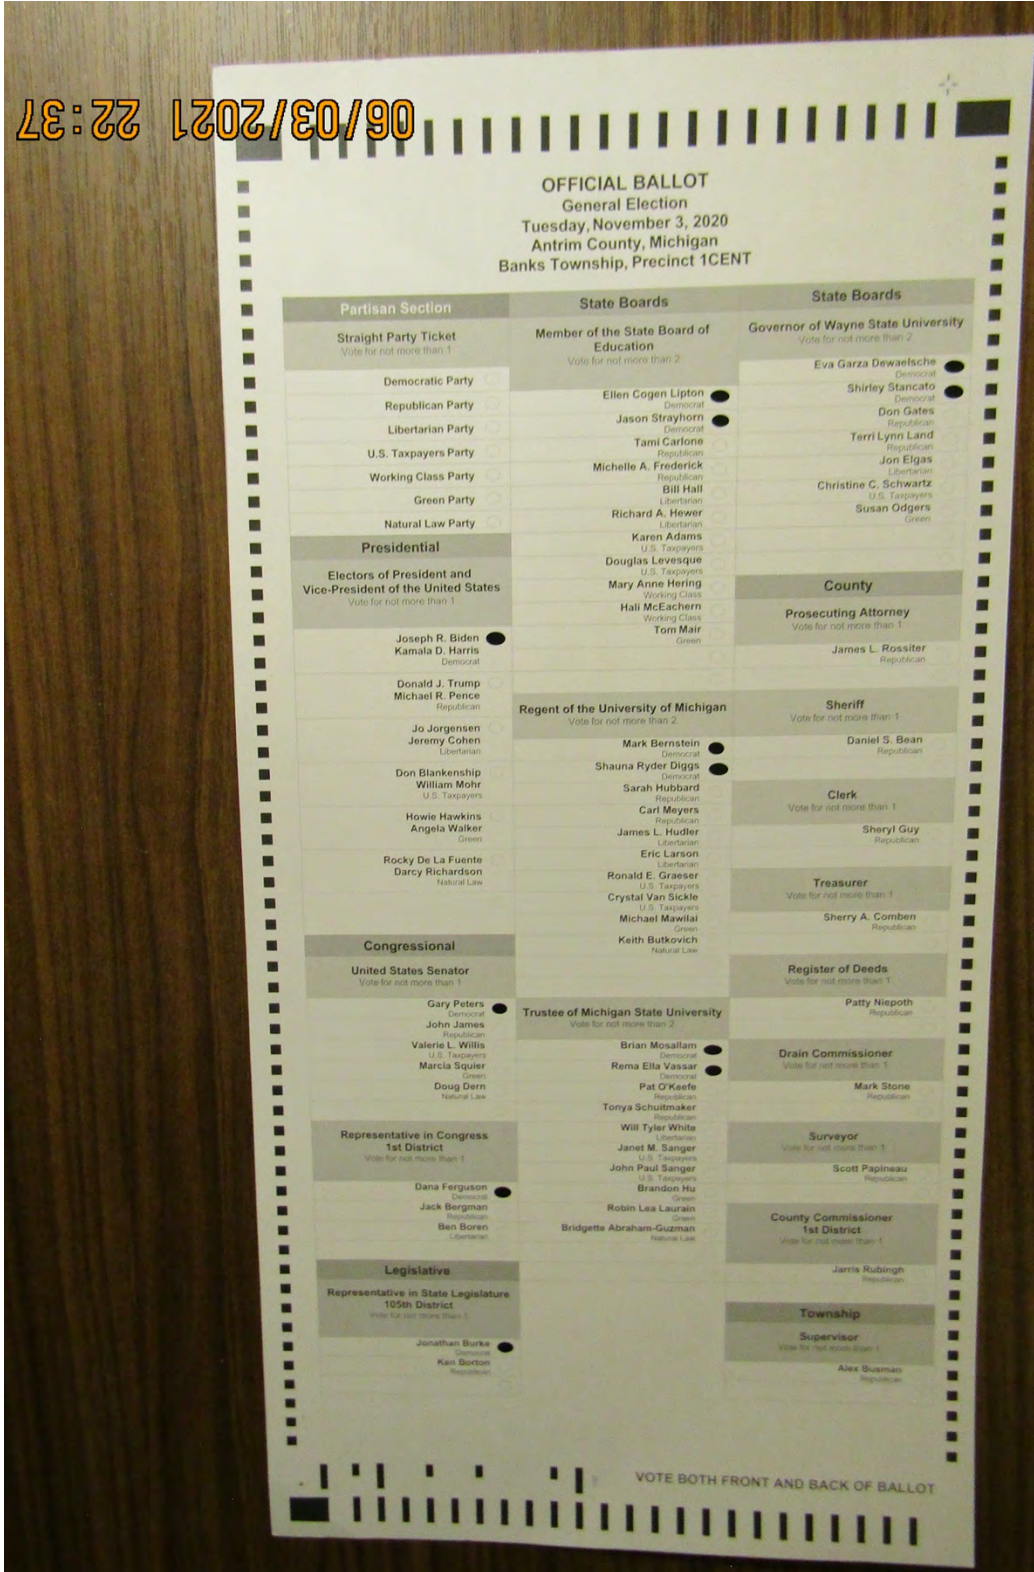 06/03/2021 22:37
OFFICIAL BALLOT
General Election
Tuesday, November 3, 2020
Antrim County, Michigan
Banks Township, Precinct 1CENT
Partisan Section
Straight Party Ticket
Vote for not more than 1
Democratic Party
Republican Party
Libertarian Party
U.S. Taxpayers Party
Working Class Party
Green Party
Natural Law Party
Presidential
Electors of President and
Vice-President of the United States
Vote for not more than 1
Joseph R. Biden
Kamala D. Harris
Democrat
Donald J. Trump
Michael R. Pence
Republican
Jo Jorgensen
Jeremy Cohen
Libertarian
Don Blankenship
William Mohr
U.S. Taxpayers
Howie Hawkins
Angela Walker
Green
Rocky De La Fuente
Darcy Richardson
Natural Law
Congressional
United States Senator
Vote for not more than 1
Gary Peters
Democrat
John James
Republican
Valerie L. Willis
U.S. Taxpayers
Marcia Squier
Green
Doug Dern
Natural Law
Representative in Congress
1st District
Vote for not more than 1
Dana Ferguson
Democrat
Jack Bergman
Republican
Ben Boren
Libertarian
Legislative
Representative in State Legislature
105th District
Vote for not more than 1
Jonathan Burke
Democrat
Ken Borton
Republican
State Boards
Member of the State Board of
Education
Vote for not more than 2
Ellen Cogen Lipton
Democrat
Jason Strayhorn
Democrat
Tami Carlone
Republican
Michelle A. Frederick
Republican
Bill Hall
Libertarian
Richard A. Hewer
Libertarian
Karen Adams
U.S. Taxpayers
Douglas Levesque
U.S. Taxpayers
Mary Anne Hering
Working Class
Hali McEachern
Working Class
Tom Mair
Green
Regent of the University of Michigan
Vote for not more than 2
Mark Bernstein
Democrat
Shauna Ryder Diggs
Democrat
Sarah Hubbard
Republican
Carl Meyers
Republican
James L. Hudler
Libertarian
Eric Larson
Libertarian
Ronald E. Graeser
U.S. Taxpayers
Crystal Van Sickle
U.S. Taxpayers
Michael Mawilai
Green
Keith Butkovich
Natural Law
Trustee of Michigan State University
Vote for not more than 2
Brian Mosallam
Democrat
Rema Ella Vassar
Democrat
Pat O'Keefe
Republican
Tonya Schuitmaker
Republican
Will Tyler White
Libertarian
Janet M. Sanger
U.S. Taxpayers
John Paul Sanger
U.S. Taxpayers
Brandon Hu
Green
Robin Lea Laurain
Green
Bridgette Abraham-Guzman
Natural Law
State Boards
Governor of Wayne State University
Vote for not more than 2
Eva Garza Dewaelsche
Democrat
Shirley Stancato
Democrat
Don Gates
Republican
Terri Lynn Land
Republican
Jon Elgas
Libertarian
Christine C. Schwartz
U.S. Taxpayers
Susan Odgers
Green
County
Prosecuting Attorney
Vote for not more than 1
James L. Rossiter
Republican
Sheriff
Vote for not more than 1
Daniel S. Bean
Republican
Clerk
Vote for not more than 1
Sheryl Guy
Republican
Treasurer
Vote for not more than 1
Sherry A. Comben
Republican
Register of Deeds
Vote for not more than 1
Patty Niepoth
Republican
Drain Commissioner
Vote for not more than 1
Mark Stone
Republican
Surveyor
Vote for not more than 1
Scott Papineau
Republican
County Commissioner
1st District
Vote for not more than 1
Jarris Rubingh
Republican
Township
Supervisor
Vote for not more than 1
Alex Busman
Republican
VOTE BOTH FRONT AND BACK OF BALLOT